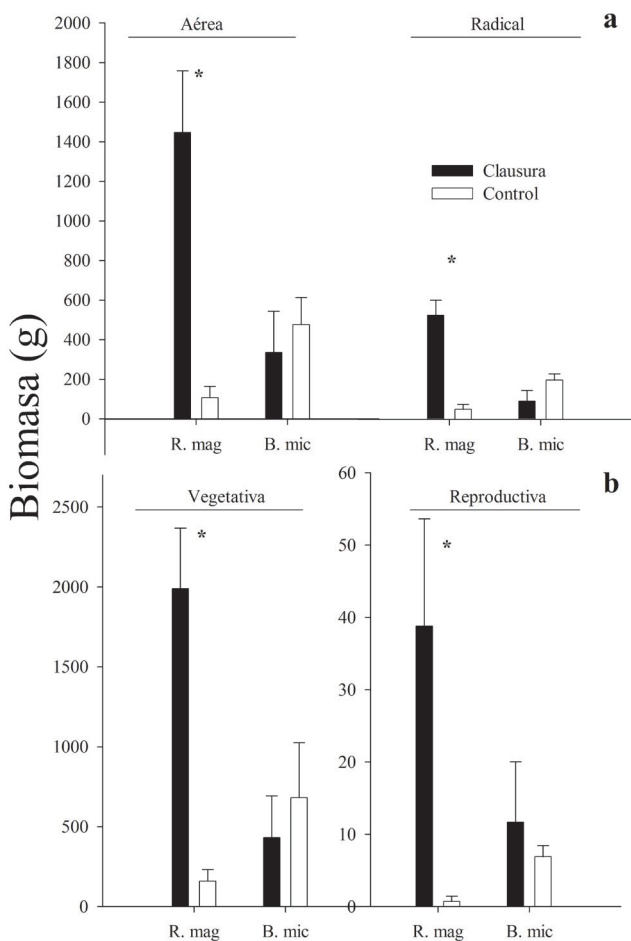 Biomasa (g)
Aérea
Radical
a
2000
1800
1600
1400
1200
1000
800
600
400
200
0
*
*
Clausura
Control
R. mag
B. mic
R. mag
B. mic
Vegetativa
Reproductiva
b
2500
2000
1500
1000
500
0
*
60
50
40
30
20
10
0
*
R. mag
B. mic
R. mag
B. mic